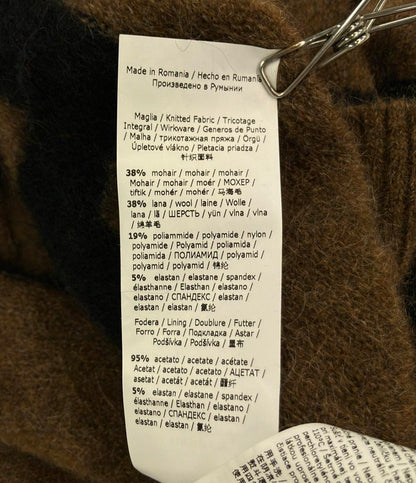 Made in Romania / Hecho en Rumania
Произведено в Румынии
Maglia / Knitted Fabric / Tricotage
Integral / Wirkware / Generos de Punto
Malha / трикотажная пряжа / Orgü /
Úpletové vlákno / Pletacia priadza /
针织面料
38% mohair / mohair / mohair /
Mohair / mohair / moér / MOXEP /
tiftik / mohér / mohér / 马海毛
38% lana / wool / laine / Wolle /
lana / lã / ШЕРСТЬ / yün / vlna / vlna
/ 绵羊毛
19% poliammide / polyamide / nylon /
polyamide / Polyamid / poliamida /
poliamida / ПОЛИАМИД / polyamid /
polyamid / polyamid / 锦纶
5% elastan / elastane / spandex /
élasthanne / Elasthan / elastano /
elastano / СПАНДЕКС / elastan /
elastan / elastan / 氨纶
Fodera / Lining / Doublure / Futter /
Forro / Forra / Подкладка / Astar /
Podšívka / Podšívka / 里布
95% acetato / acetate / acétate /
Acetat / acetato / acetato / АЦЕТАТ /
asetat / acetát / acetát / 醋纤
5% elastan / elastane / spandex /
élasthanne / Elasthan / elastano /
elastano / СПАНДЕКС / elastan /
elastan / elastan / 氨纶